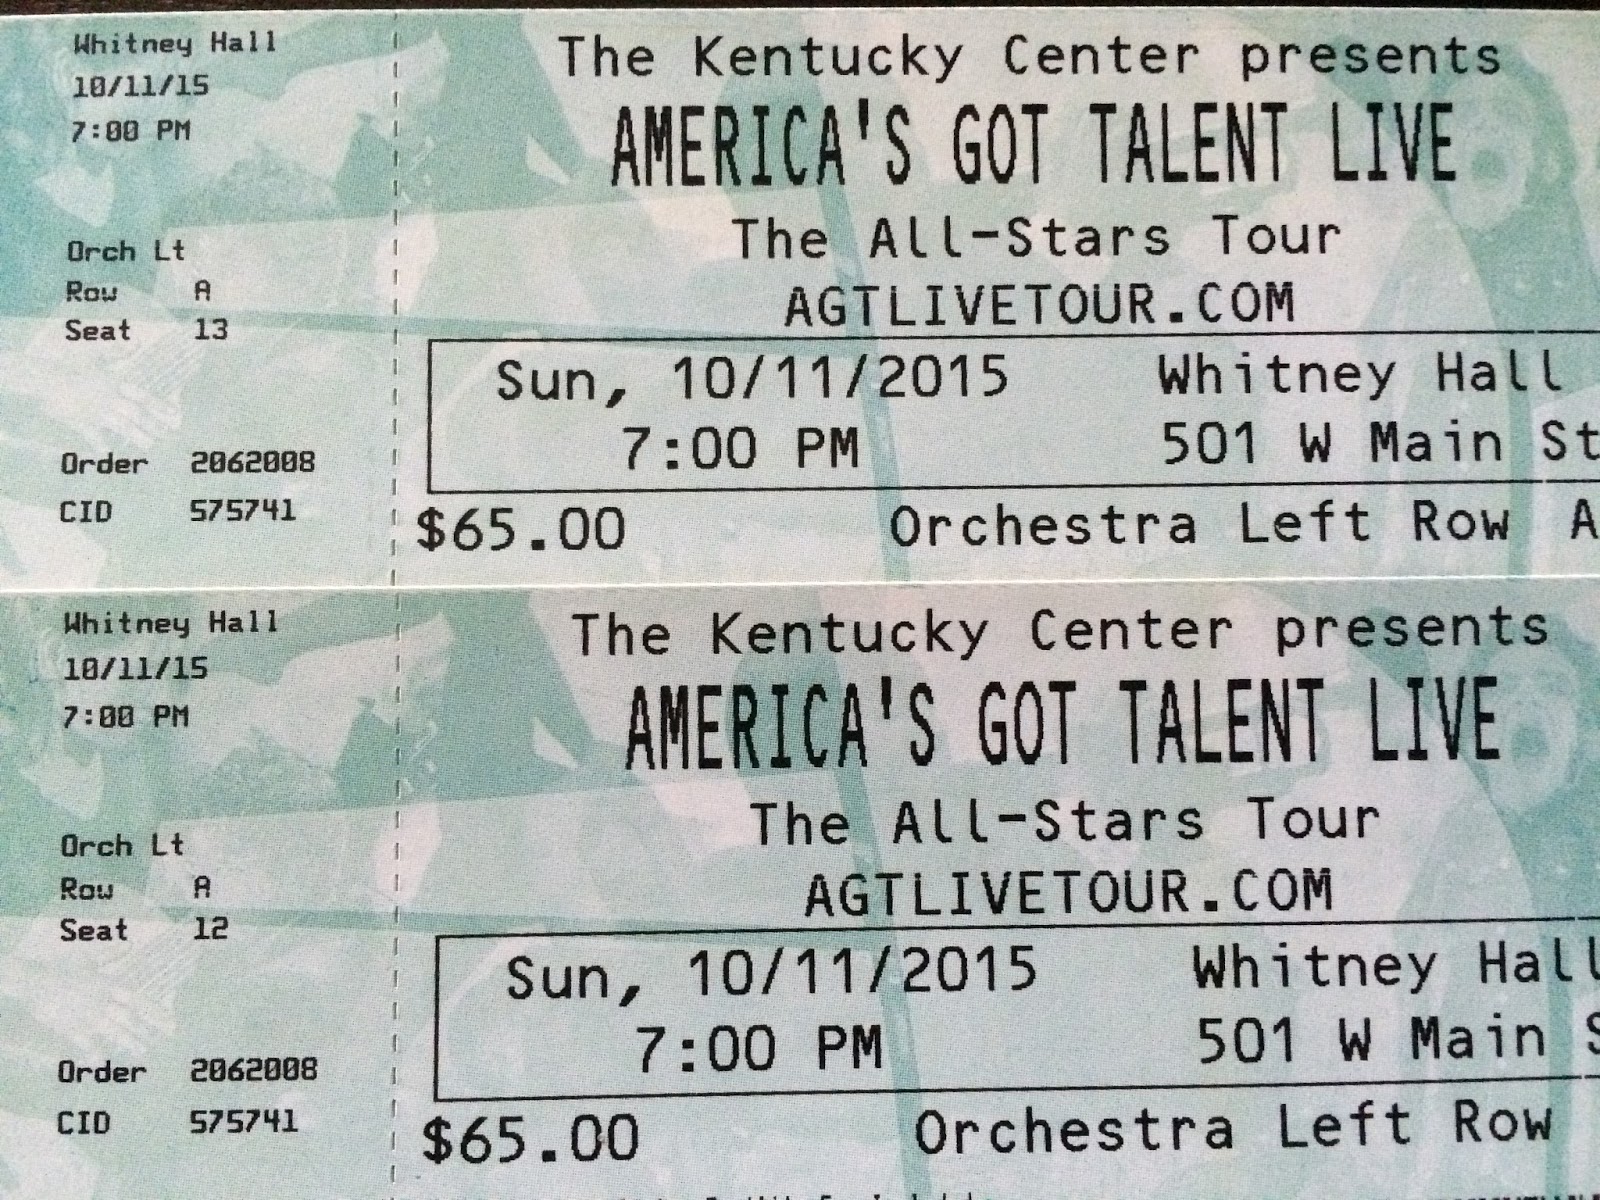 Whitney Hall
10/11/15
7:00 PM
Orch Lt
Row A
Seat 13
Order 2062008
CID 575741
The Kentucky Center presents
AMERICA'S GOT TALENT LIVE
The All-Stars Tour
AGTLIVETOUR.COM
Sun, 10/11/2015 Whitney Hall
7:00 PM 501 W Main St
$65.00 Orchestra Left Row A
Whitney Hall
10/11/15
7:00 PM
Orch Lt
Row A
Seat 12
Order 2062008
CID 575741
The Kentucky Center presents
AMERICA'S GOT TALENT LIVE
The All-Stars Tour
AGTLIVETOUR.COM
Sun, 10/11/2015 Whitney Hall
7:00 PM 501 W Main S
$65.00 Orchestra Left Row